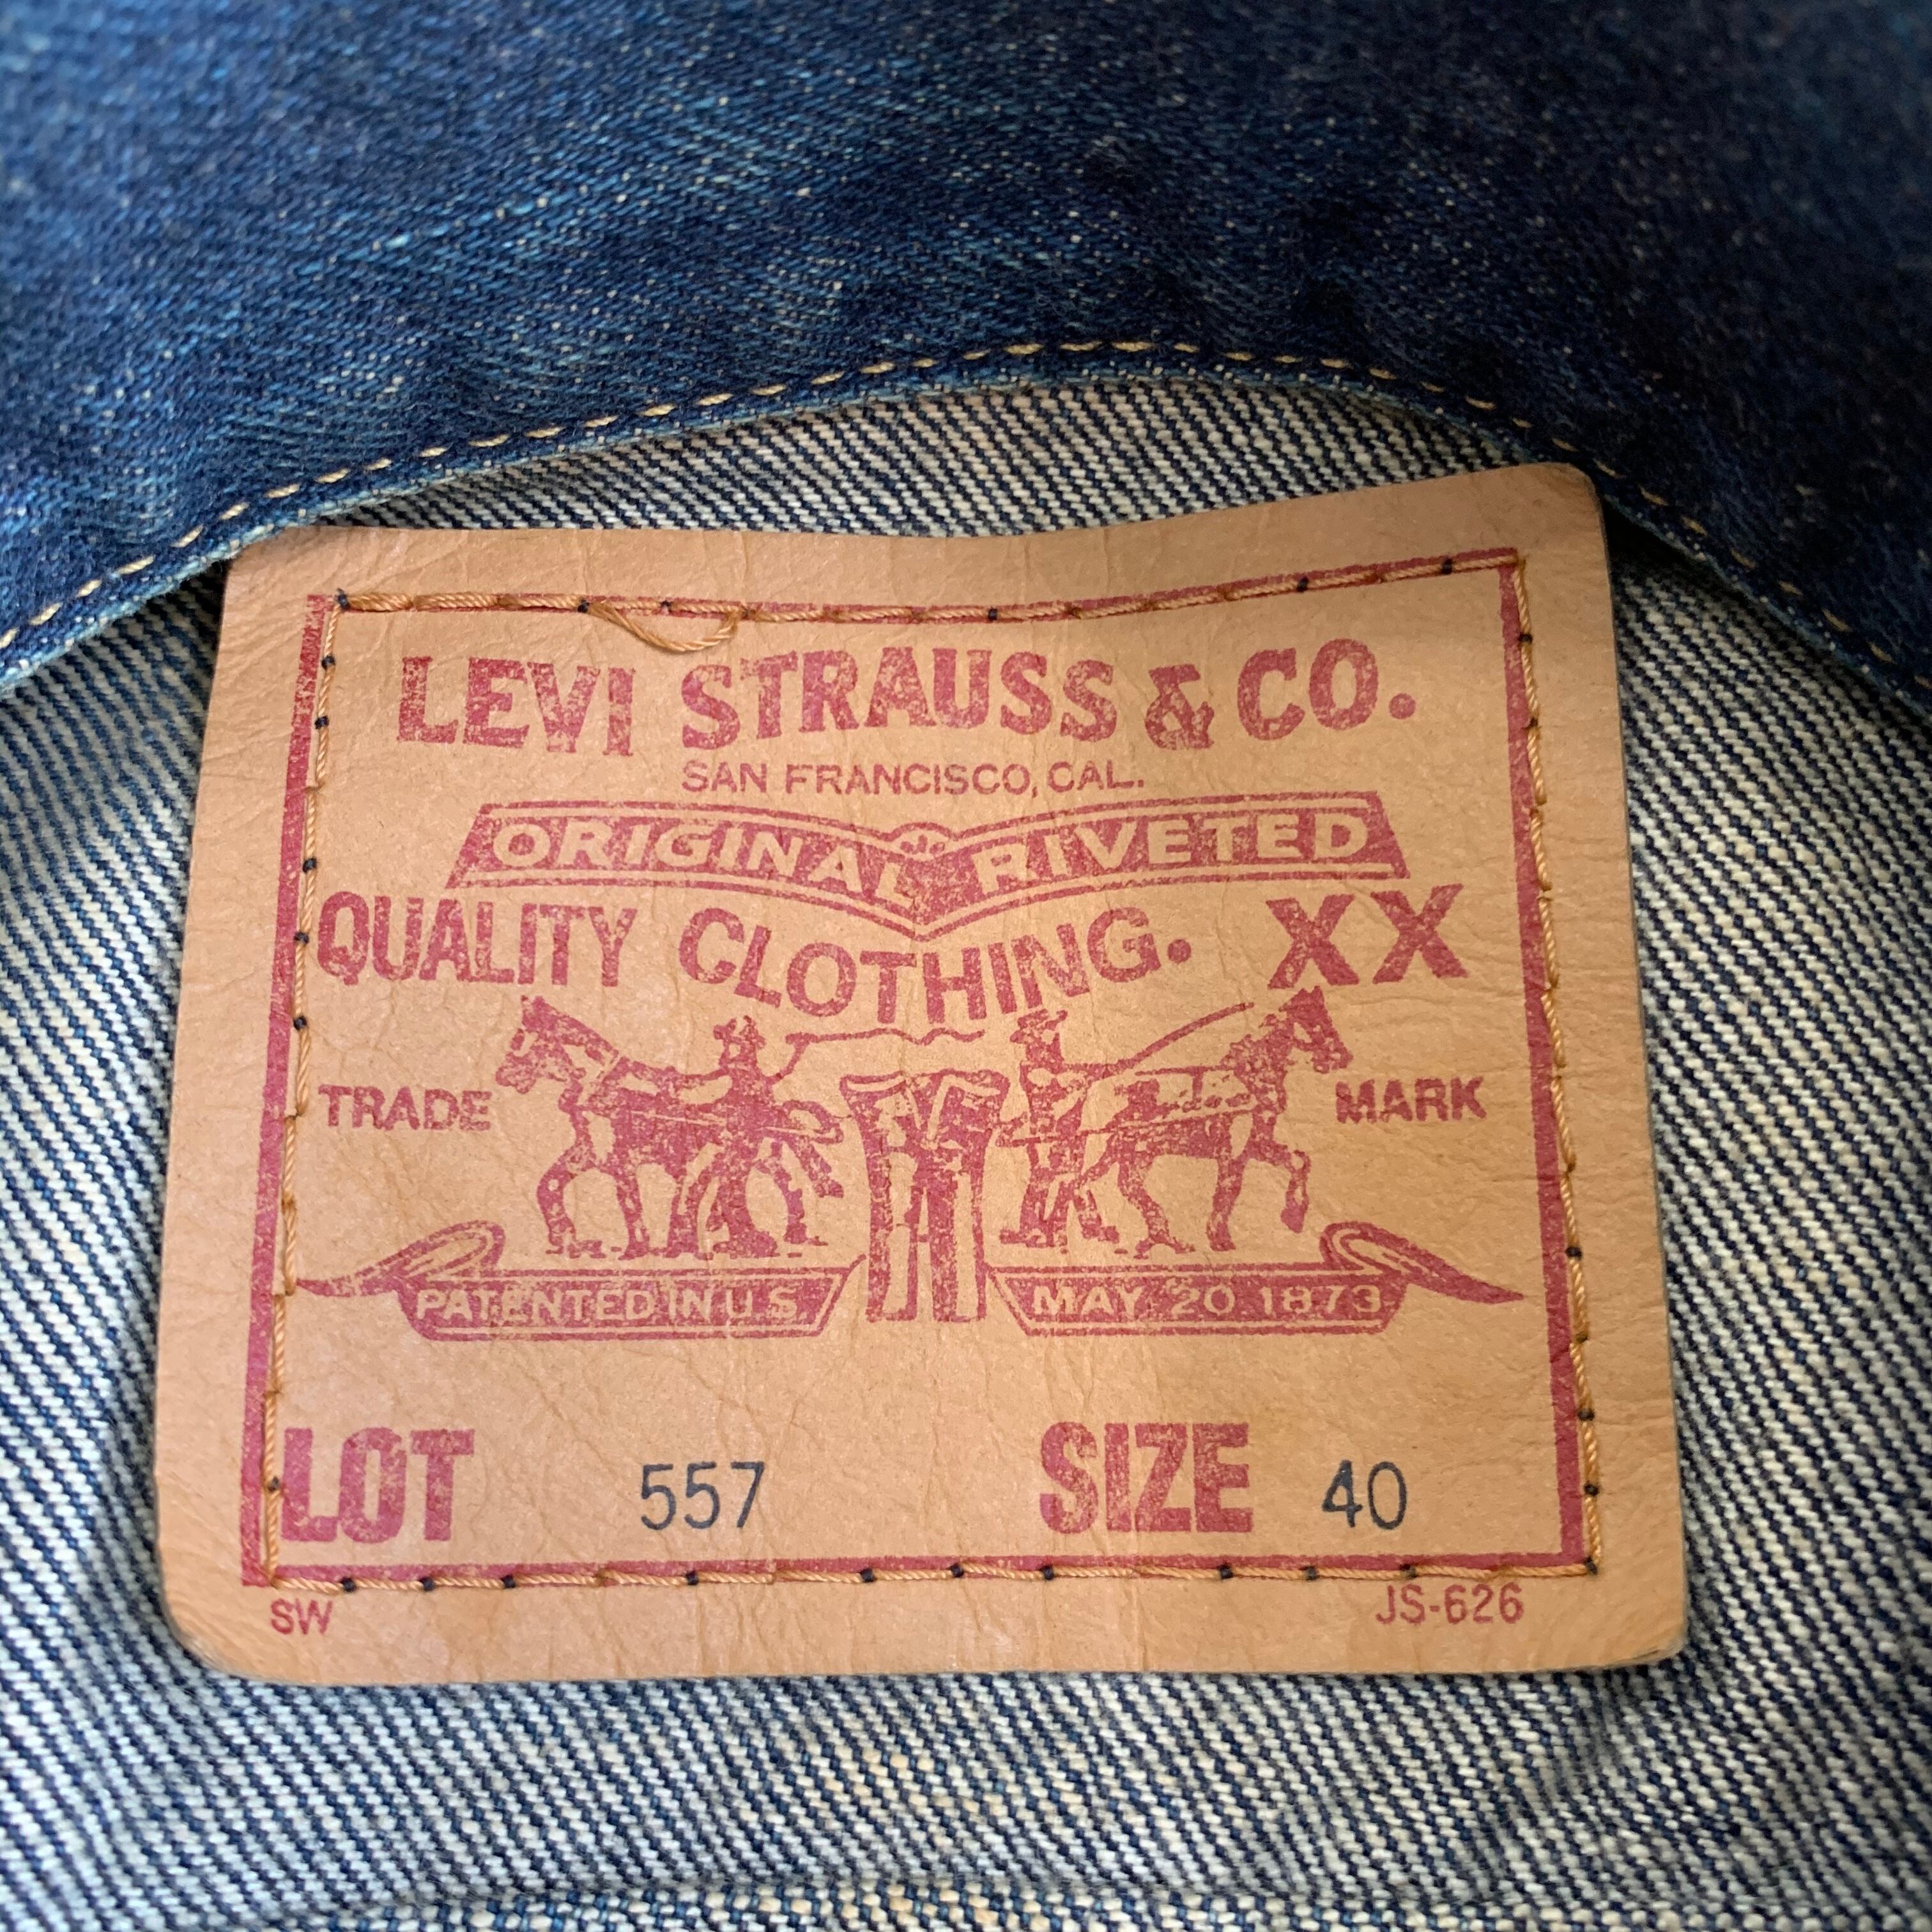 LEVI STRAUSS & CO.
SAN FRANCISCO, CAL.
ORIGINAL RIVETED
QUALITY CLOTHING. XX
TRADE MARK
PATENTED IN U.S. MAY 20 1873
LOT 557 SIZE 40
SW JS-626